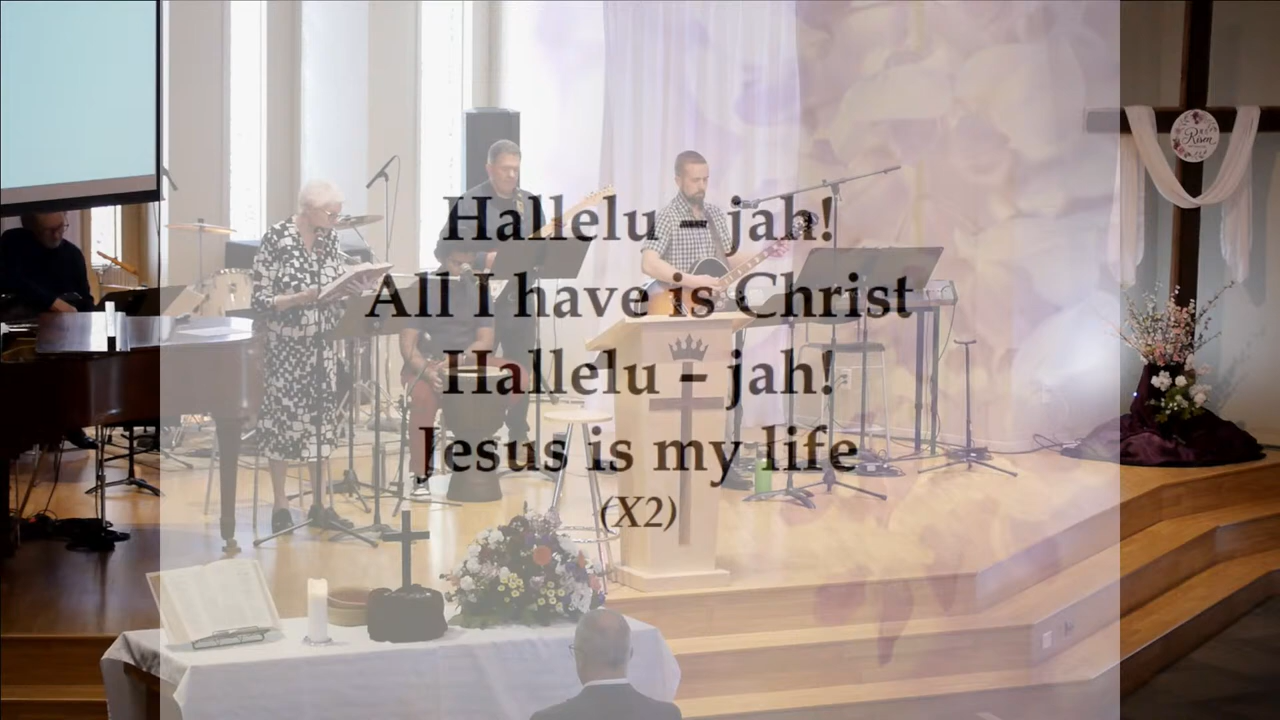 Hallelu – jah!
All I have is Christ
Hallelu – jah!
Jesus is my life
(X2)
Risen